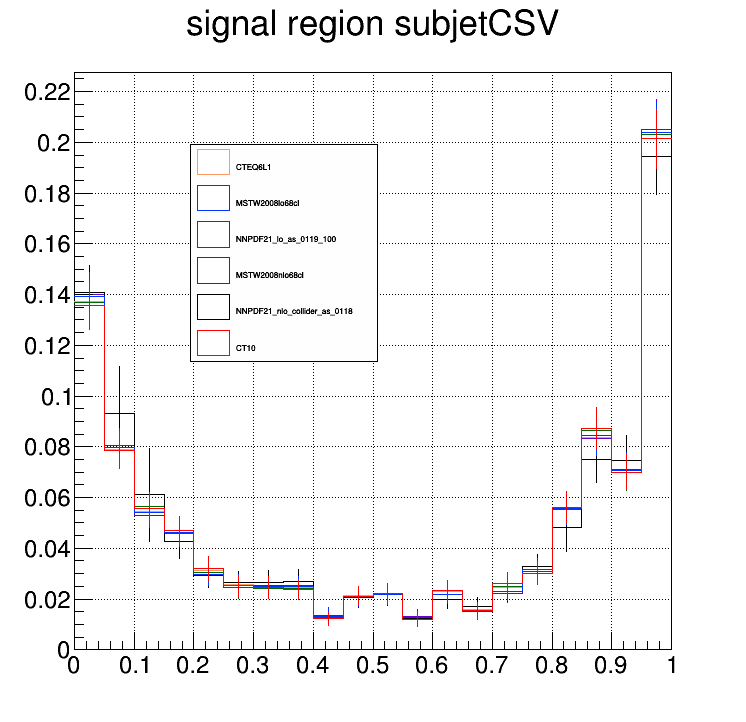 signal region subjetCSV
0.22
0.2
0.18
0.16
0.14
0.12
0.1
0.08
0.06
0.04
0.02
0
CTEQ6L1
MSTW2008lo68cl
NNPDF21_lo_as_0119_100
MSTW2008nlo68cl
NNPDF21_nlo_collider_as_0118
CT10
0 0.1 0.2 0.3 0.4 0.5 0.6 0.7 0.8 0.9 1